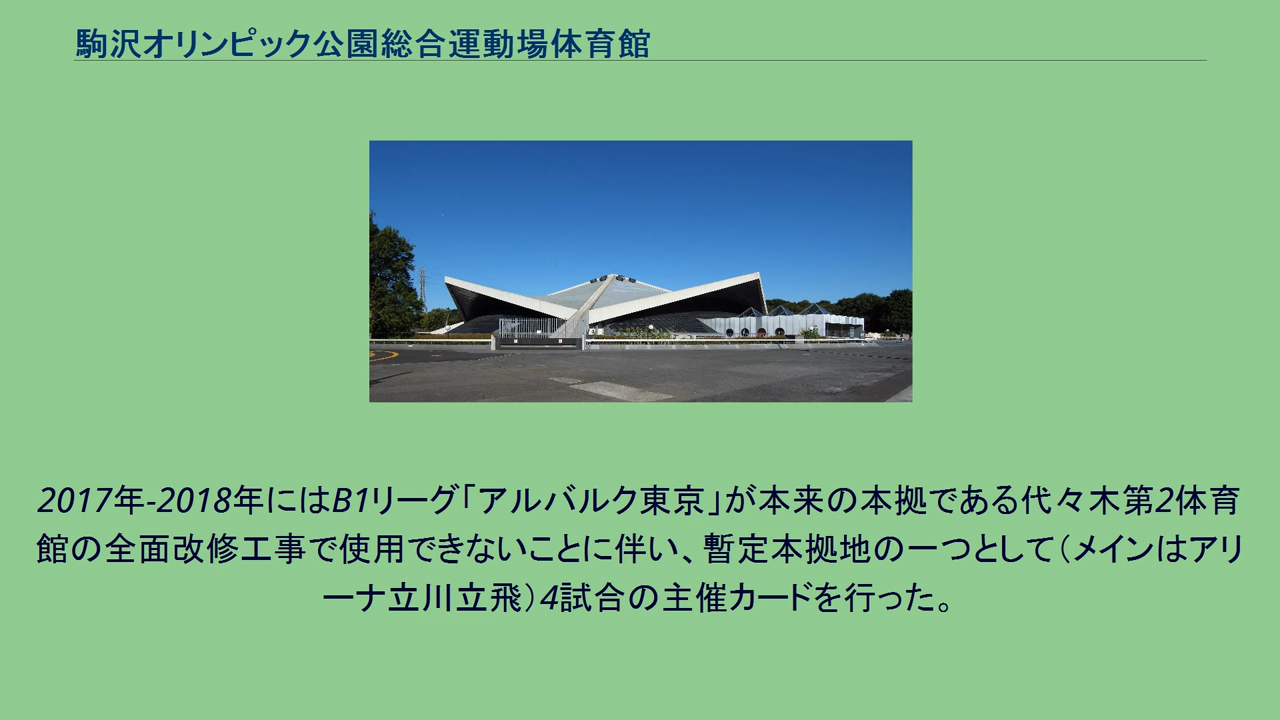 駒沢オリンピック公園総合運動場体育館
2017年-2018年にはB1リーグ「アルバルク東京」が本来の本拠である代々木第2体育
館の全面改修工事で使用できないことに伴い、暫定本拠地の一つとして（メインはアリ
ーナ立川立飛）4試合の主催カードを行った。